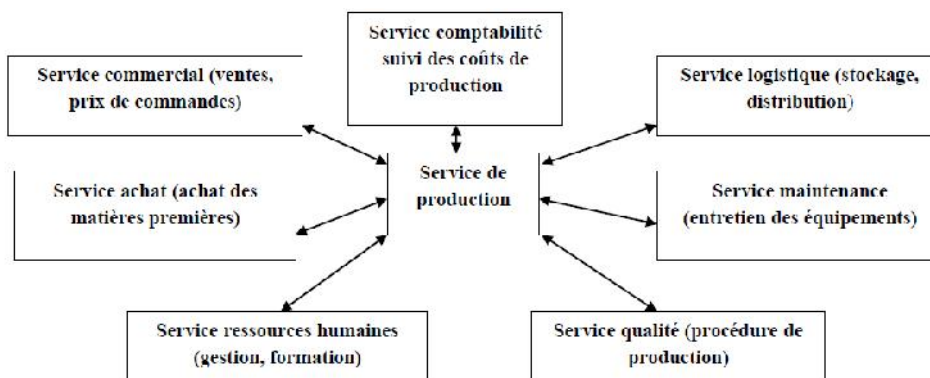 Service comptabilité
suivi des coûts de
production
Service commercial (ventes,
prix de commandes)
Service logistique (stockage,
distribution)
Service de
production
Service achat (achat des
matières premières)
Service maintenance
(entretien des équipements)
Service ressources humaines
(gestion, formation)
Service qualité (procédure de
production)